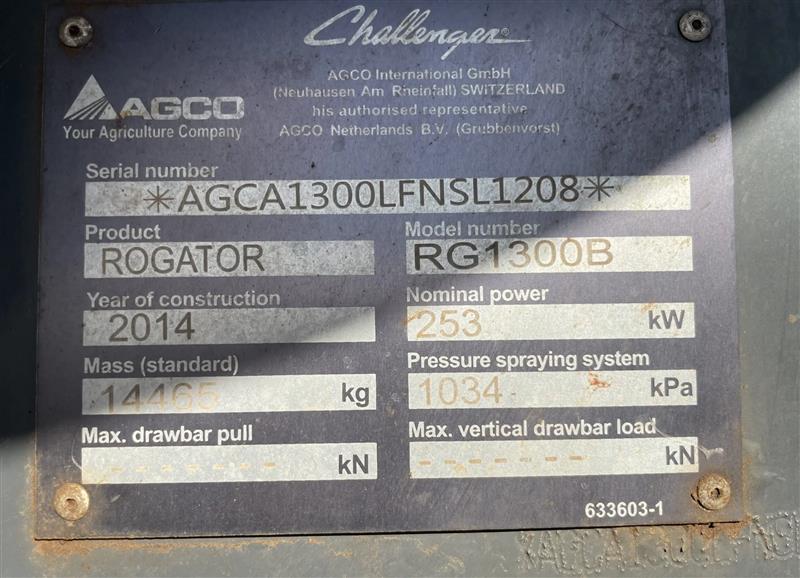 Challenger
AGCO International GmbH
(Neuhausen Am Rheinfall) SWITZERLAND
his authorised representative
AGCO Netherlands B.V. (Grubbenvorst)
AGCO
Your Agriculture Company
Serial number
*AGCA1300LFNSL1208*
Product
ROGATOR
Model number
RG1300B
Year of construction
2014
Nominal power
253 kW
Mass (standard)
14465 kg
Pressure spraying system
1034 kPa
Max. drawbar pull
- - - - - - - kN
Max. vertical drawbar load
- - - - - - - kN
633603-1